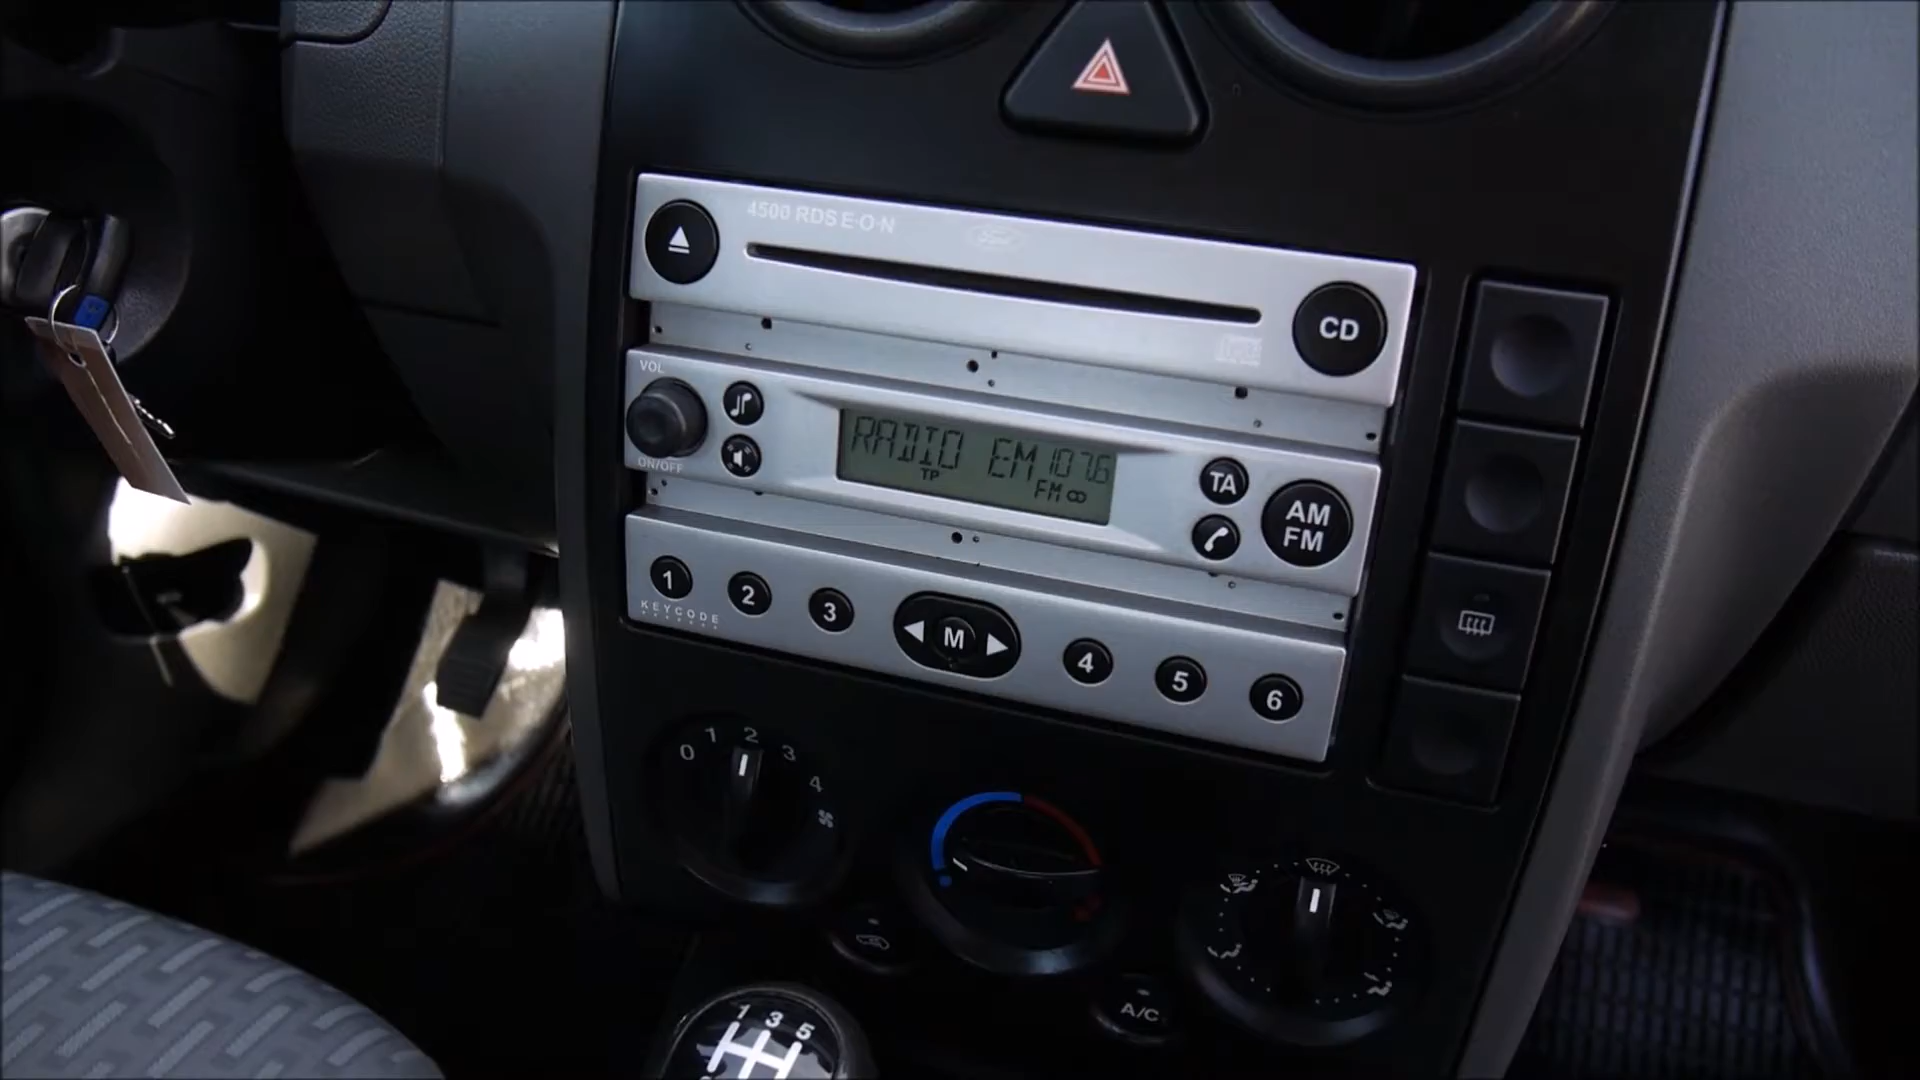 4500 RDS E·O·N
Ford
CD
VOL
ON/OFF
RADIO EM 107.6
TP
FM
TA
AM
FM
1 2 3 M 4 5 6
KEYCODE
0 1 2 3 4
A/C
1 3 5